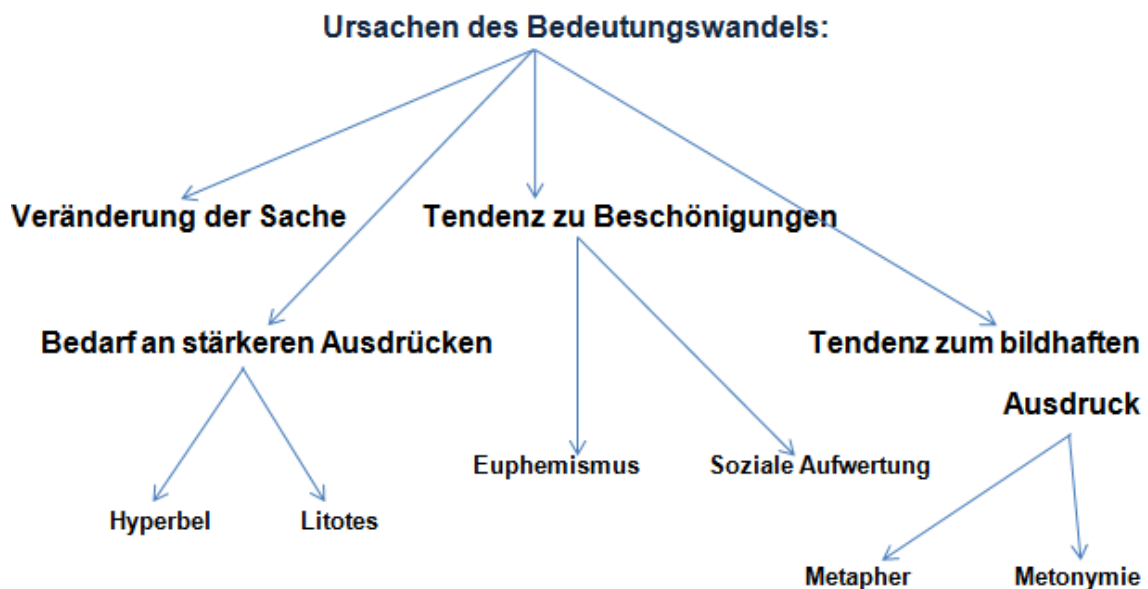 Ursachen des Bedeutungswandels:
Veränderung der Sache
Tendenz zu Beschönigungen
Bedarf an stärkeren Ausdrücken
Tendenz zum bildhaften
Ausdruck
Euphemismus
Soziale Aufwertung
Hyperbel
Litotes
Metapher
Metonymie